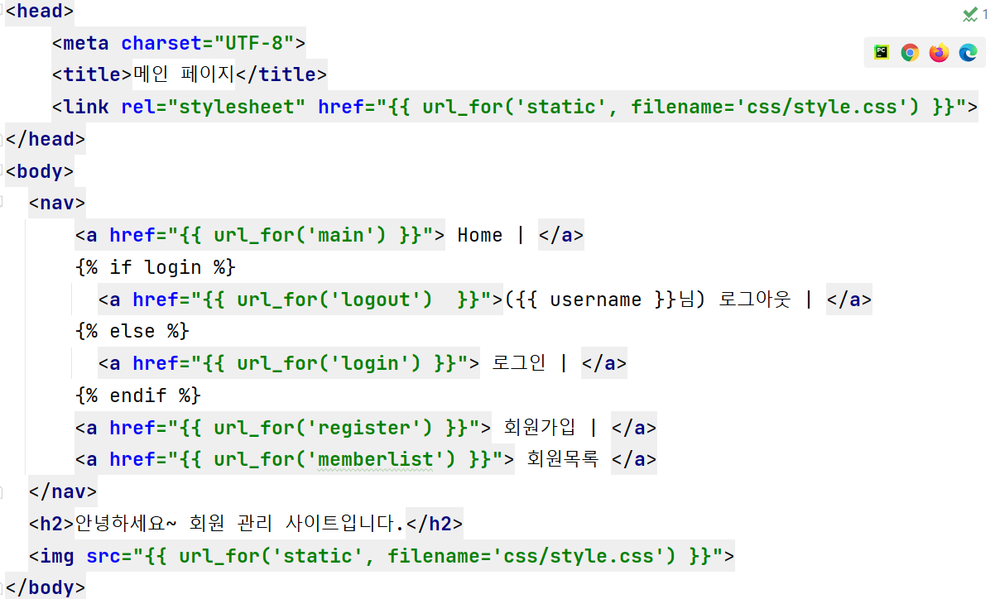 <head>
1
    <meta charset="UTF-8">
PC
    <title>메인 페이지</title>
    <link rel="stylesheet" href="{{ url_for('static', filename='css/style.css') }}">
</head>
<body>
  <nav>
      <a href="{{ url_for('main') }}"> Home | </a>
      {% if login %}
        <a href="{{ url_for('logout')  }}">({{ username }}님) 로그아웃 | </a>
      {% else %}
        <a href="{{ url_for('login') }}"> 로그인 | </a>
      {% endif %}
      <a href="{{ url_for('register') }}"> 회원가입 | </a>
      <a href="{{ url_for('memberlist') }}"> 회원목록 </a>
  </nav>
  <h2>안녕하세요~ 회원 관리 사이트입니다.</h2>
  <img src="{{ url_for('static', filename='css/style.css') }}">
</body>